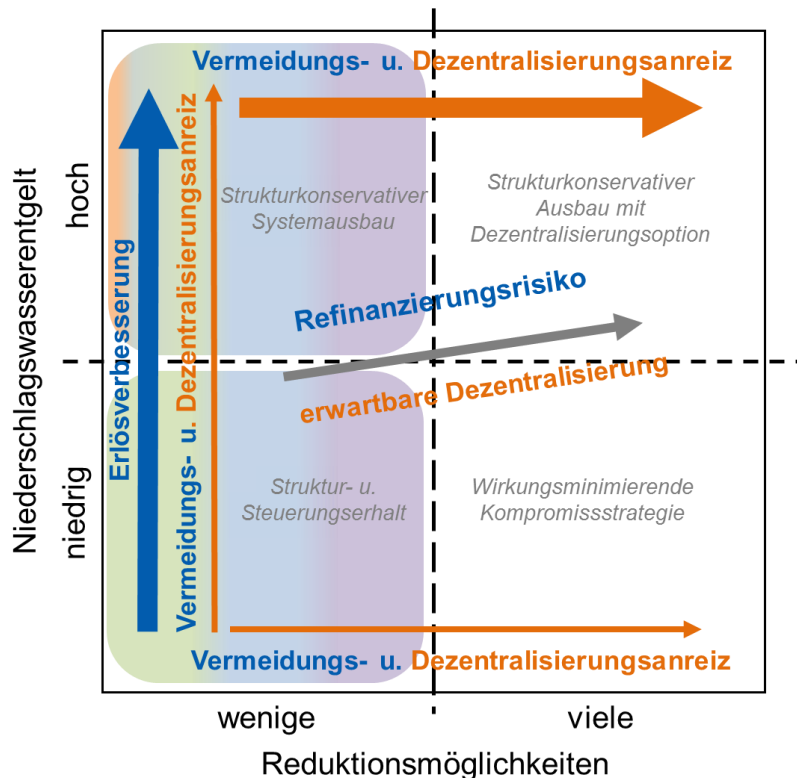 Vermeidungs- u. Dezentralisierungsanreiz
Niederschlagswasserentgelt
hoch
niedrig
Erlösverbesserung
Vermeidungs- u. Dezentralisierungsanreiz
Strukturkonservativer
Systemausbau
Strukturkonservativer
Ausbau mit
Dezentralisierungsoption
Refinanzierungsrisiko
erwartbare Dezentralisierung
Struktur- u.
Steuerungserhalt
Wirkungsminimierende
Kompromissstrategie
Vermeidungs- u. Dezentralisierungsanreiz
wenige
viele
Reduktionsmöglichkeiten